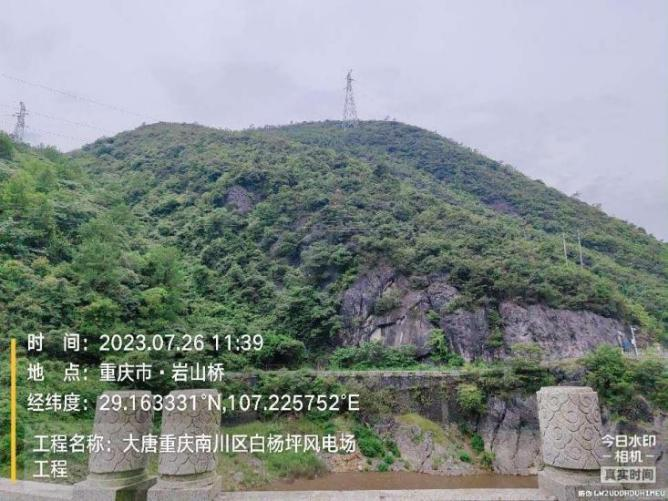 时　间：2023.07.26 11:39
地　点：重庆市·岩山桥
经纬度：29.163331°N,107.225752°E
工程名称：大唐重庆南川区白杨坪风电场
工程
今日水印
-相机-
真实时间